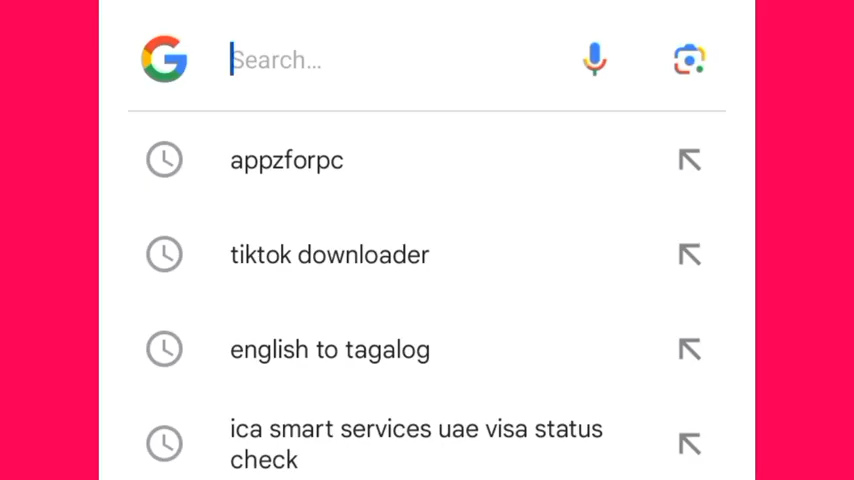 Search...
appzforpc
tiktok downloader
english to tagalog
ica smart services uae visa status
check